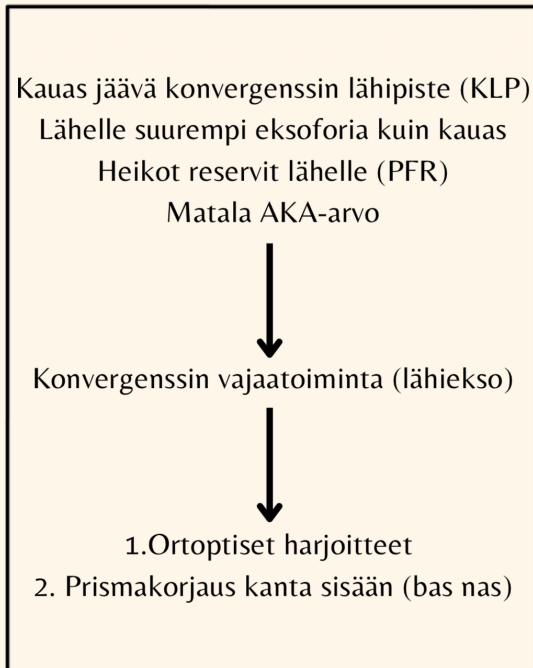 Kauas jäävä konvergenssin lähipiste (KLP)
Lähelle suurempi eksoforia kuin kauas
Heikot reservit lähelle (PFR)
Matala AKA-arvo
Konvergenssin vajaatoiminta (lähiekso)
1.Ortoptiset harjoitteet
2. Prismakorjaus kanta sisään (bas nas)